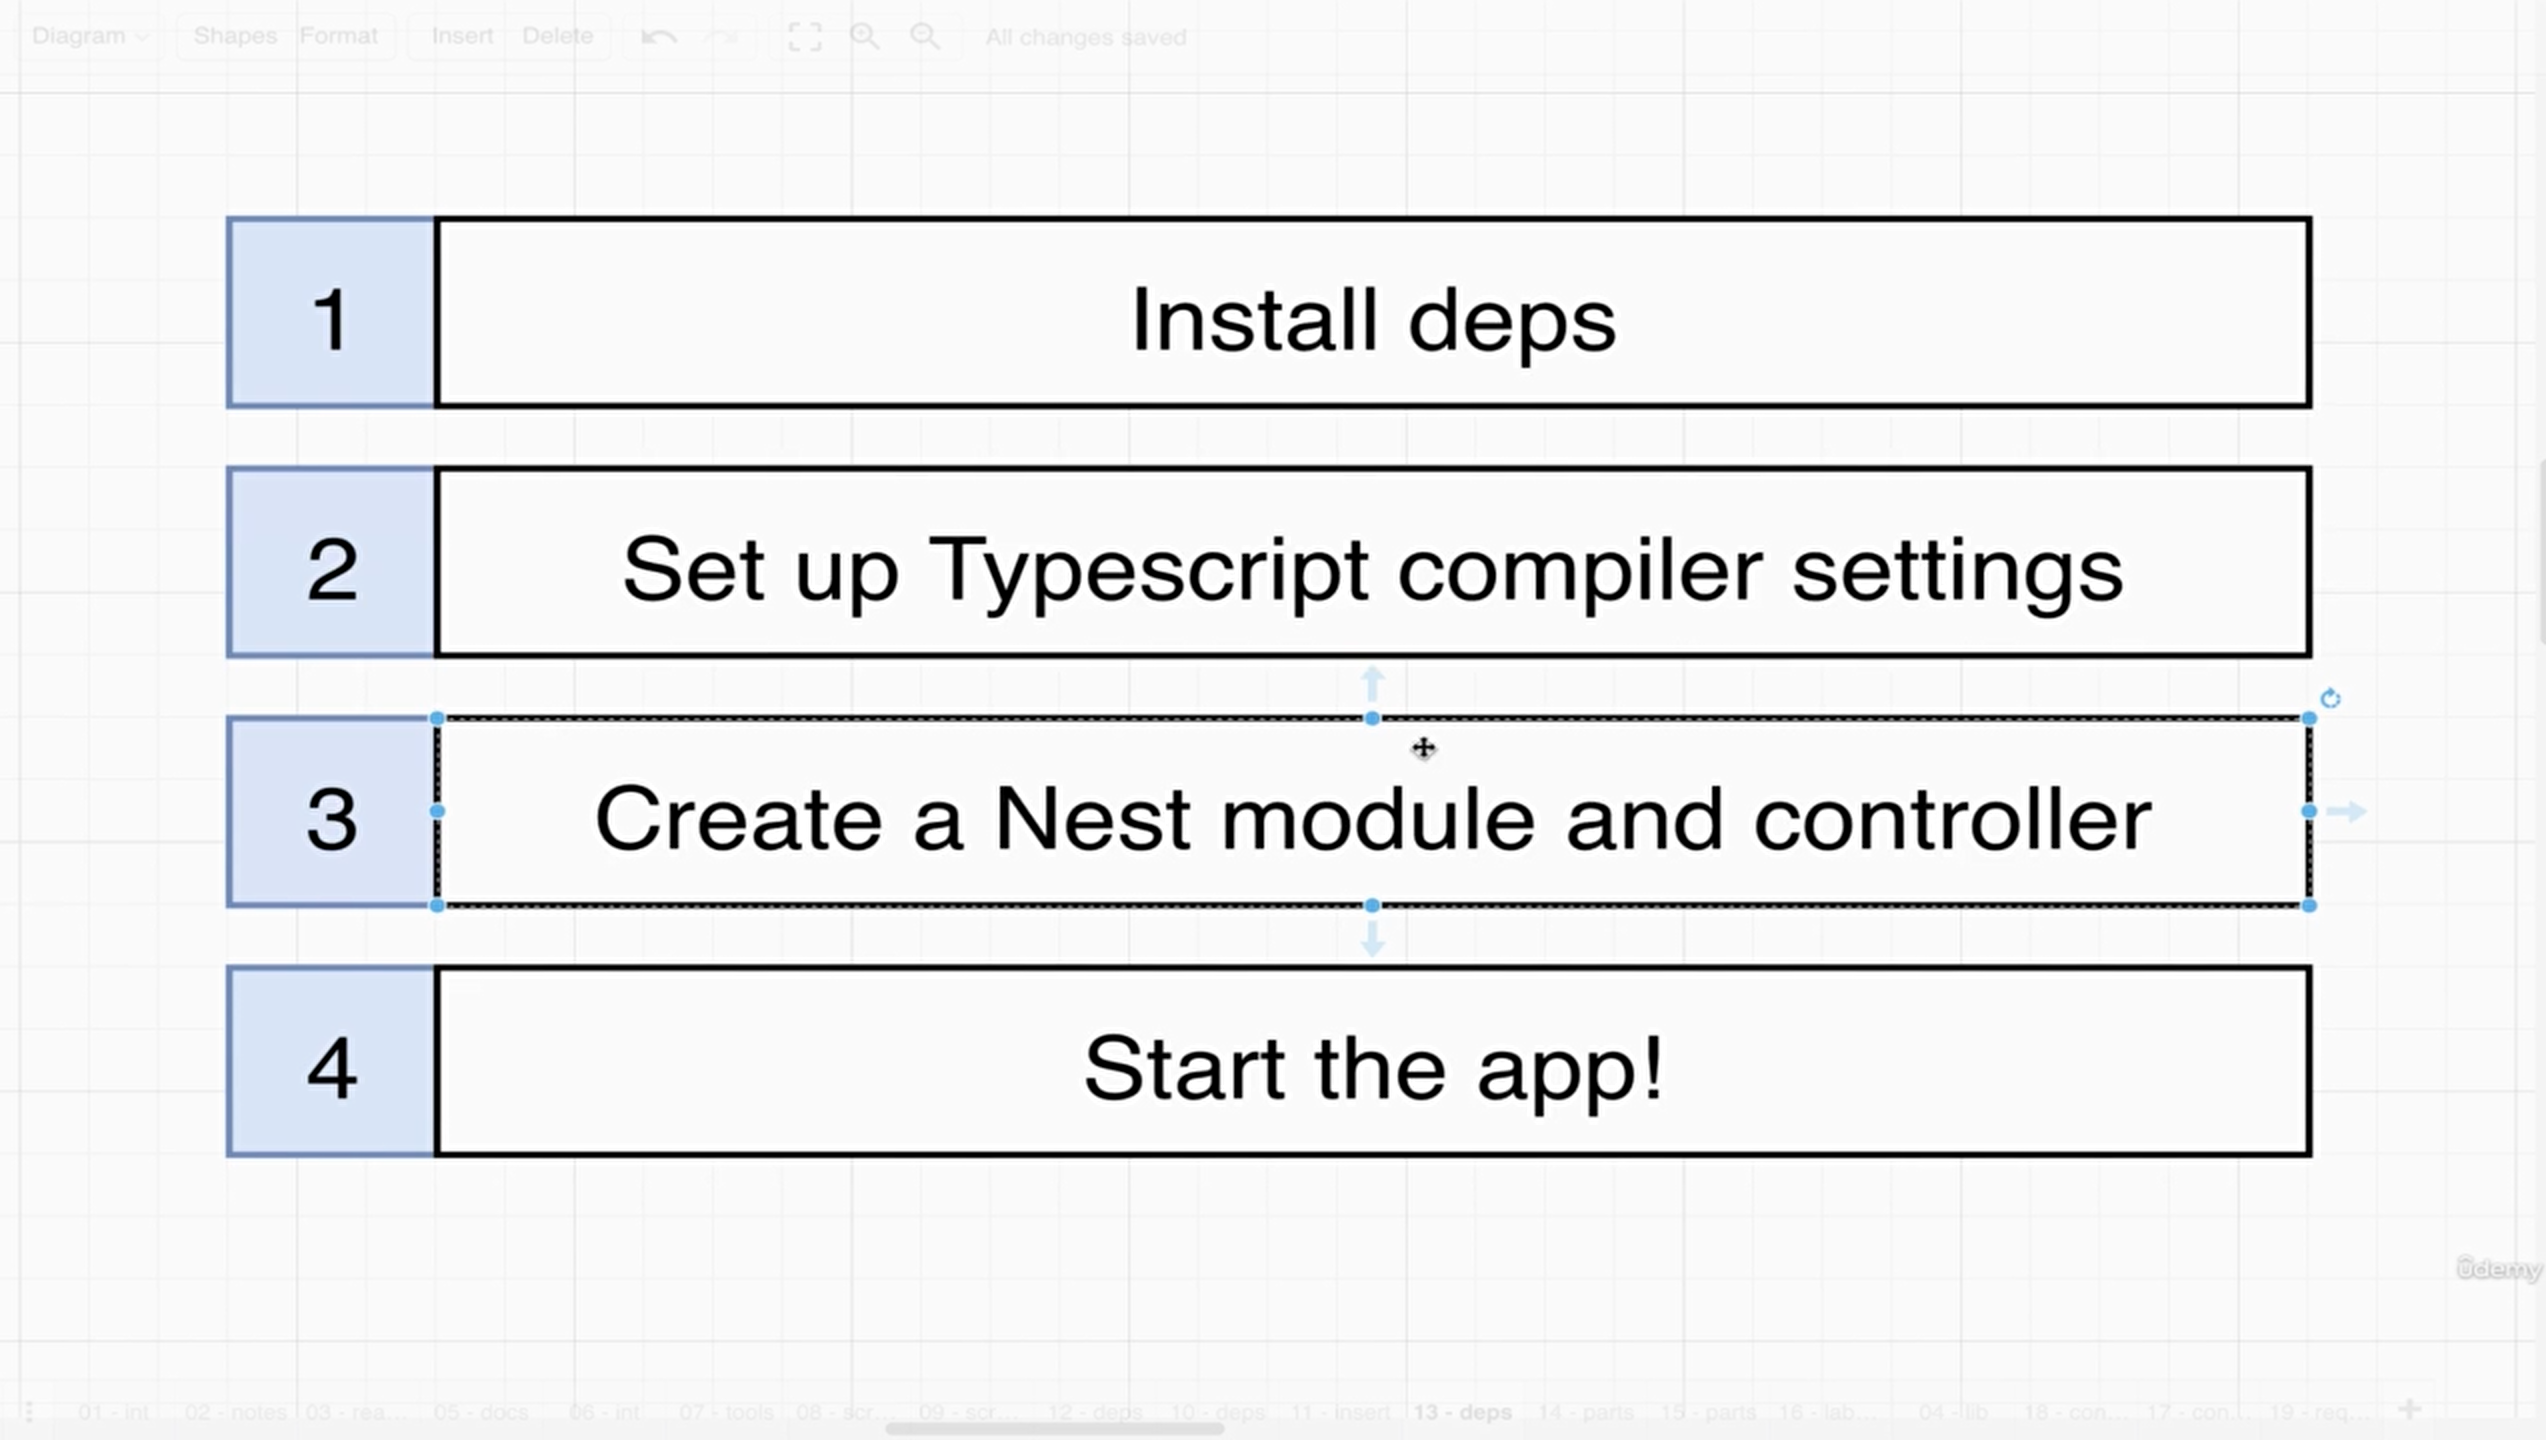 Diagram
Shapes Format
Insert Delete
All changes saved
1
Install deps
2
Set up Typescript compiler settings
3
Create a Nest module and controller
4
Start the app!
ûdemy
01 - int 02 - notes 03 - rea... 05 - docs 06 - int 07 - tools 08 - scr... 09 - scr... 12 - deps 10 - deps 11 - insert 13 - deps 14 - parts 15 - parts 16 - lab... 04 - lib 18 - con... 17 - con... 19 - req...